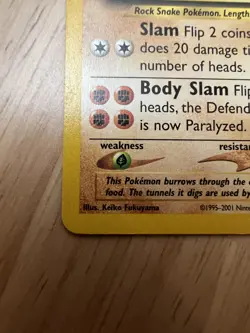 Rock Snake Pokémon. Length
Slam Flip 2 coins
does 20 damage ti
number of heads.
Body Slam Flip
heads, the Defend
is now Paralyzed.
weakness resistan
This Pokémon burrows through the
food. The tunnels it digs are used by
Illus. Keiko Fukuyama ©1995-2001 Ninte